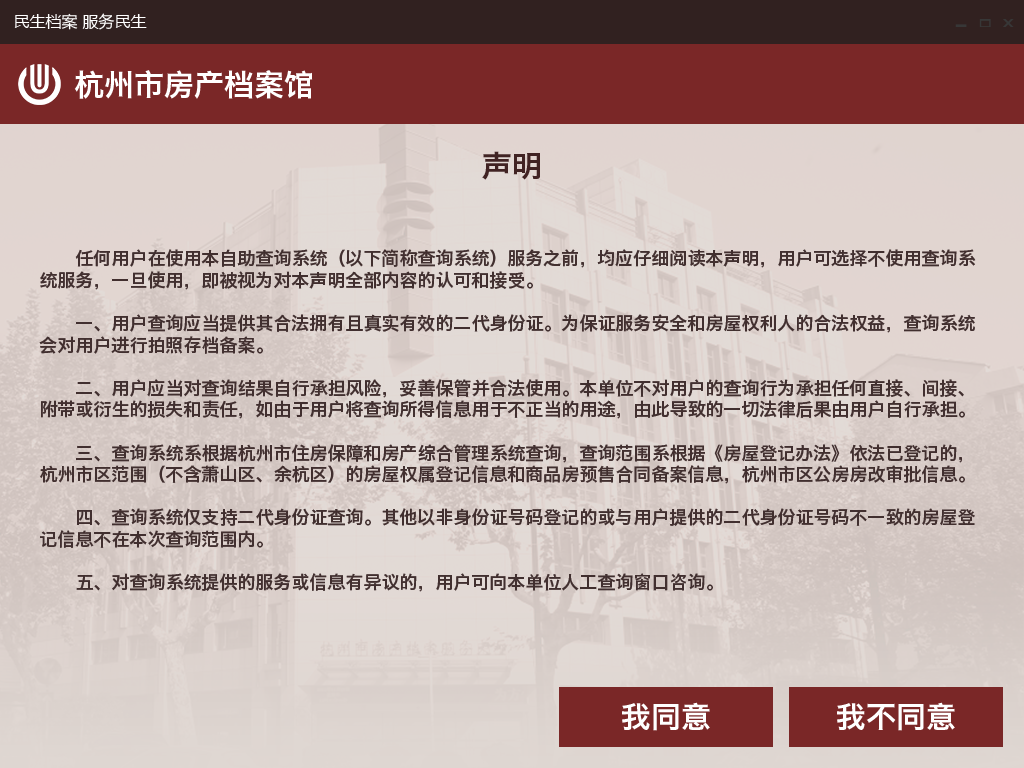 民生档案 服务民生
杭州市房产档案馆
声明
任何用户在使用本自助查询系统（以下简称查询系统）服务之前，均应仔细阅读本声明，用户可选择不使用查询系
统服务，一旦使用，即被视为对本声明全部内容的认可和接受。
一、用户查询应当提供其合法拥有且真实有效的二代身份证。为保证服务安全和房屋权利人的合法权益，查询系统
会对用户进行拍照存档备案。
二、用户应当对查询结果自行承担风险，妥善保管并合法使用。本单位不对用户的查询行为承担任何直接、间接、
附带或衍生的损失和责任，如由于用户将查询所得信息用于不正当的用途，由此导致的一切法律后果由用户自行承担。
三、查询系统系根据杭州市住房保障和房产综合管理系统查询，查询范围系根据《房屋登记办法》依法已登记的，
杭州市区范围（不含萧山区、余杭区）的房屋权属登记信息和商品房预售合同备案信息，杭州市区公房房改审批信息。
四、查询系统仅支持二代身份证查询。其他以非身份证号码登记的或与用户提供的二代身份证号码不一致的房屋登
记信息不在本次查询范围内。
五、对查询系统提供的服务或信息有异议的，用户可向本单位人工查询窗口咨询。
我同意
我不同意